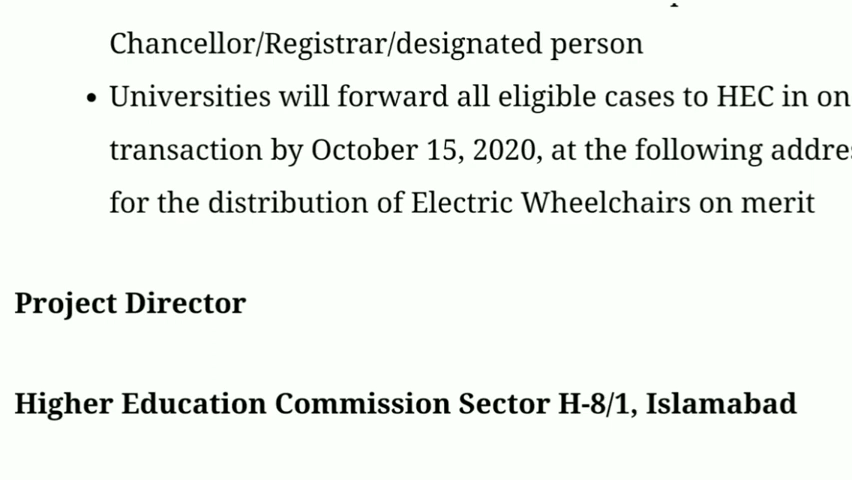 Chancellor/Registrar/designated person
• Universities will forward all eligible cases to HEC in
transaction by October 15, 2020, at the following
for the distribution of Electric Wheelchairs on merit
Project Director
Higher Education Commission Sector H-8/1, Islamabad